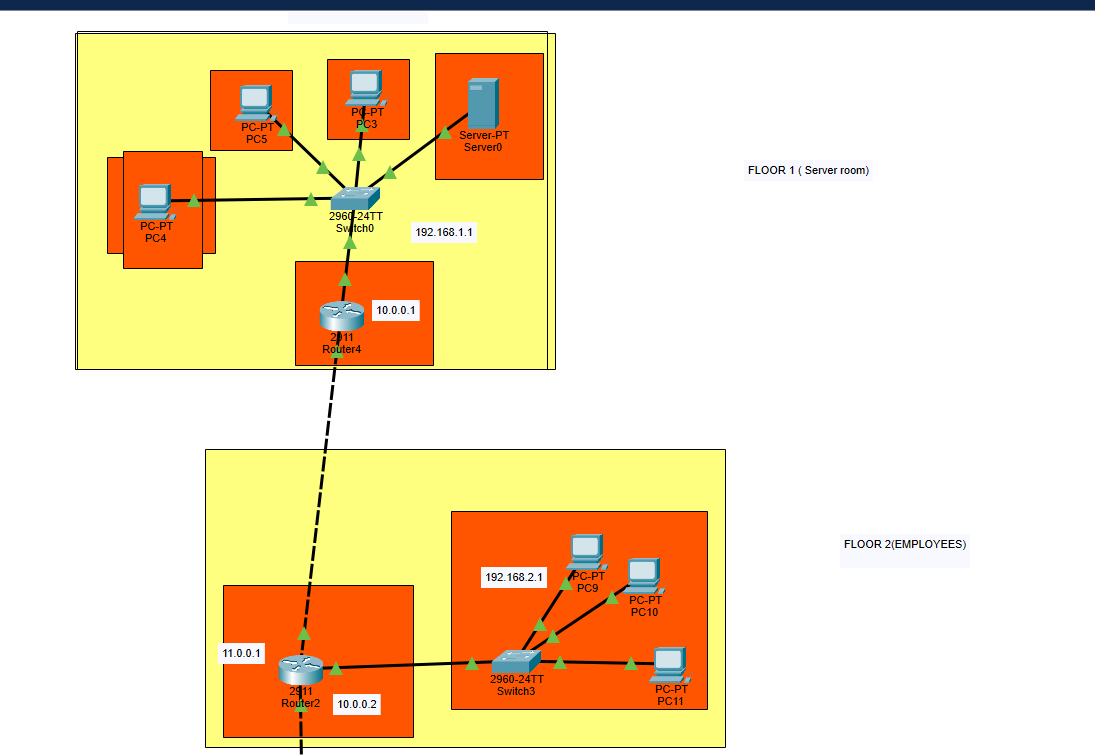 PC-PT
PC5
PC-PT
PC3
Server-PT
Server0
FLOOR 1 ( Server room)
PC-PT
PC4
2960-24TT
Switch0
192.168.1.1
10.0.0.1
2911
Router4
FLOOR 2(EMPLOYEES)
192.168.2.1
PC-PT
PC9
PC-PT
PC10
11.0.0.1
2911
Router2
10.0.0.2
2960-24TT
Switch3
PC-PT
PC11